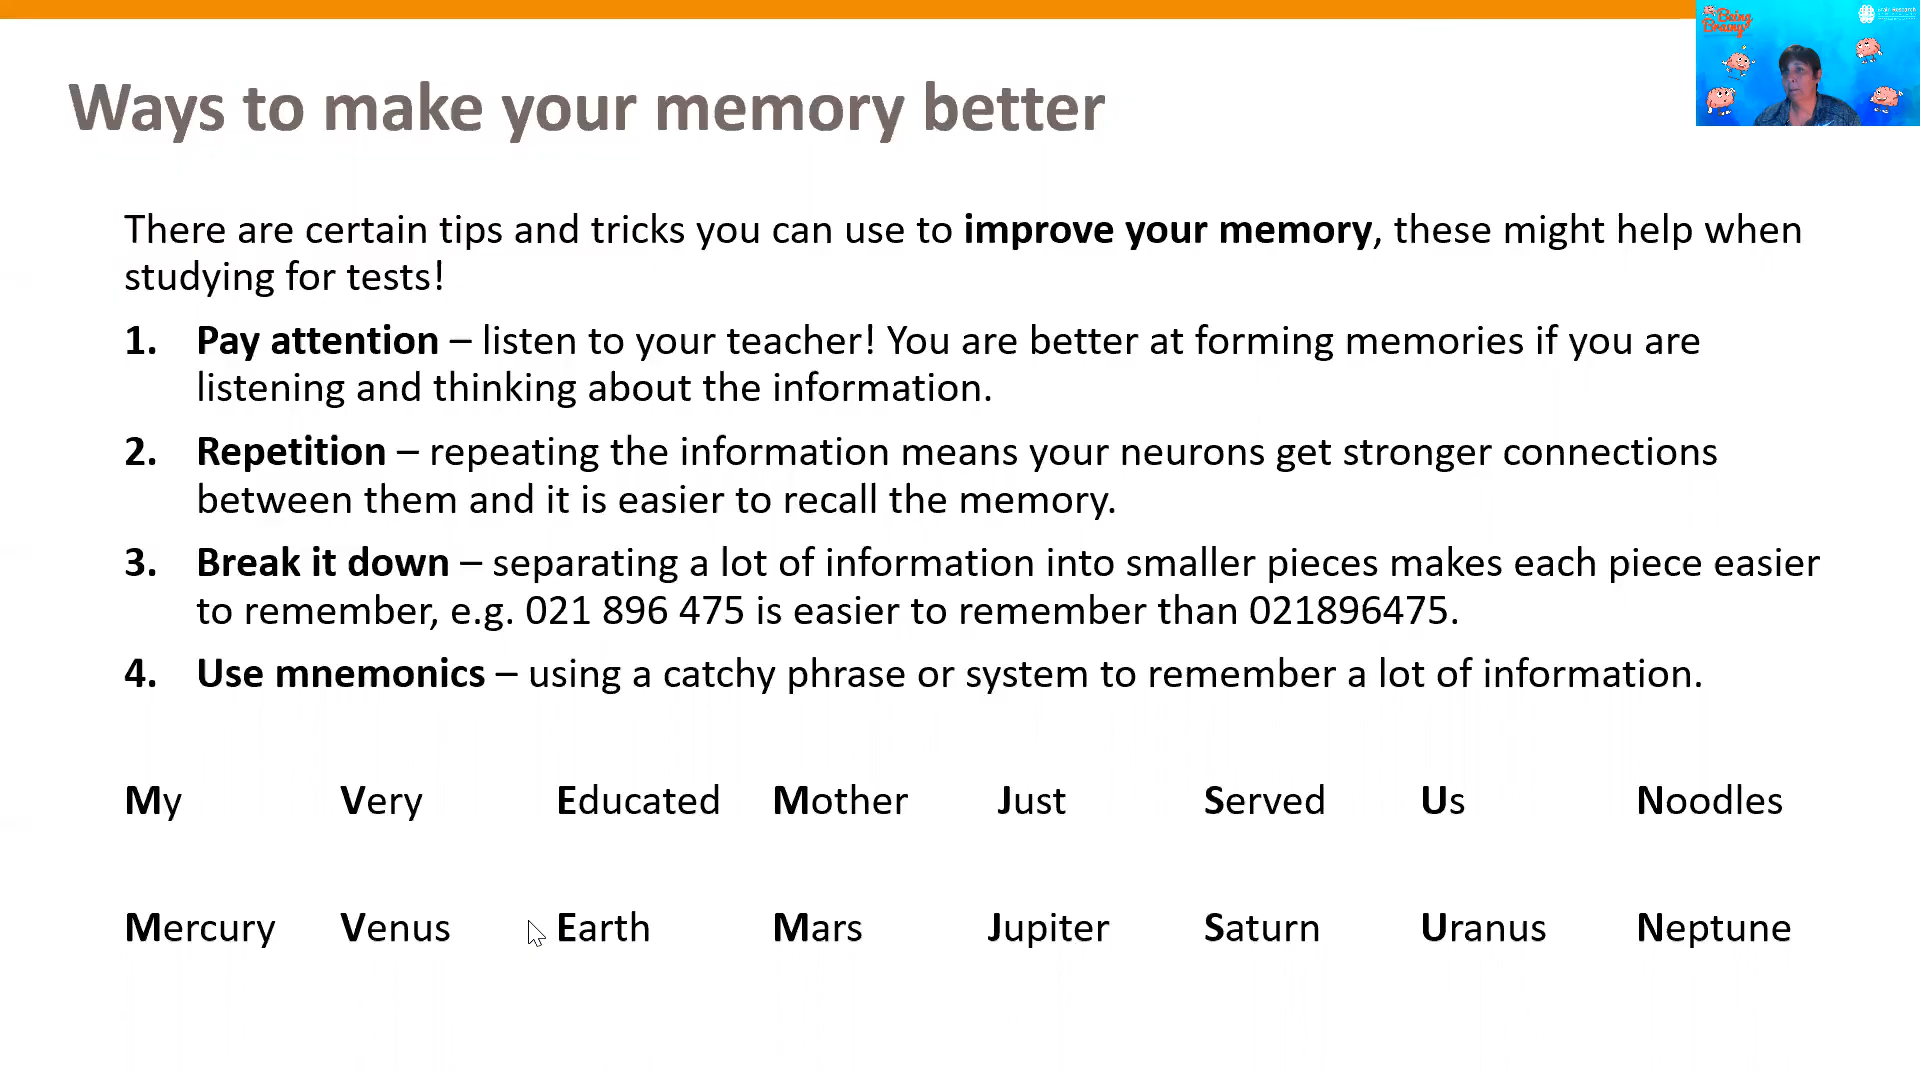 Being
Brainy
Brain Research
Ways to make your memory better
There are certain tips and tricks you can use to improve your memory, these might help when
studying for tests!
1. Pay attention – listen to your teacher! You are better at forming memories if you are
listening and thinking about the information.
2. Repetition – repeating the information means your neurons get stronger connections
between them and it is easier to recall the memory.
3. Break it down – separating a lot of information into smaller pieces makes each piece easier
to remember, e.g. 021 896 475 is easier to remember than 021896475.
4. Use mnemonics – using a catchy phrase or system to remember a lot of information.
My Very Educated Mother Just Served Us Noodles
Mercury Venus Earth Mars Jupiter Saturn Uranus Neptune